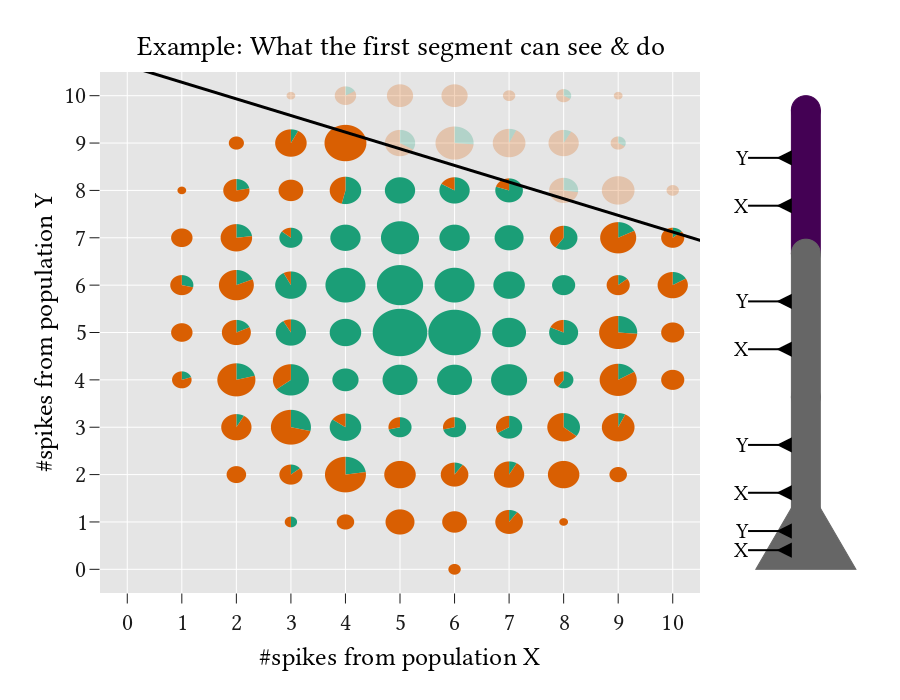 Example: What the first segment can see & do
#spikes from population Y
10
9
8
7
6
5
4
3
2
1
0
0 1 2 3 4 5 6 7 8 9 10
#spikes from population X
Y
X
Y
X
Y
X
Y
X